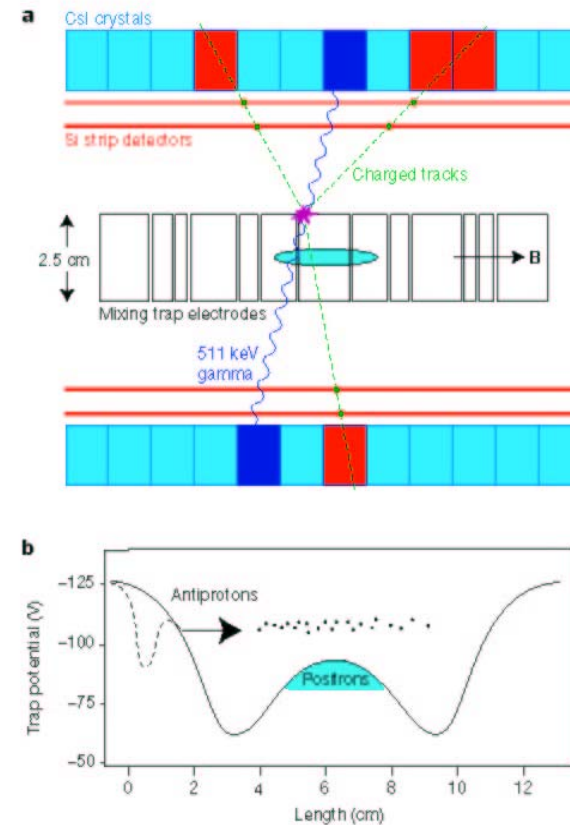 a
CsI crystals
Si strip detectors
Charged tracks
2.5 cm
B
Mixing trap electrodes
511 keV
gamma
b
Trap potential (V)
–125
–100
–75
–50
Antiprotons
Positrons
0
2
4
6
8
10
12
Length (cm)